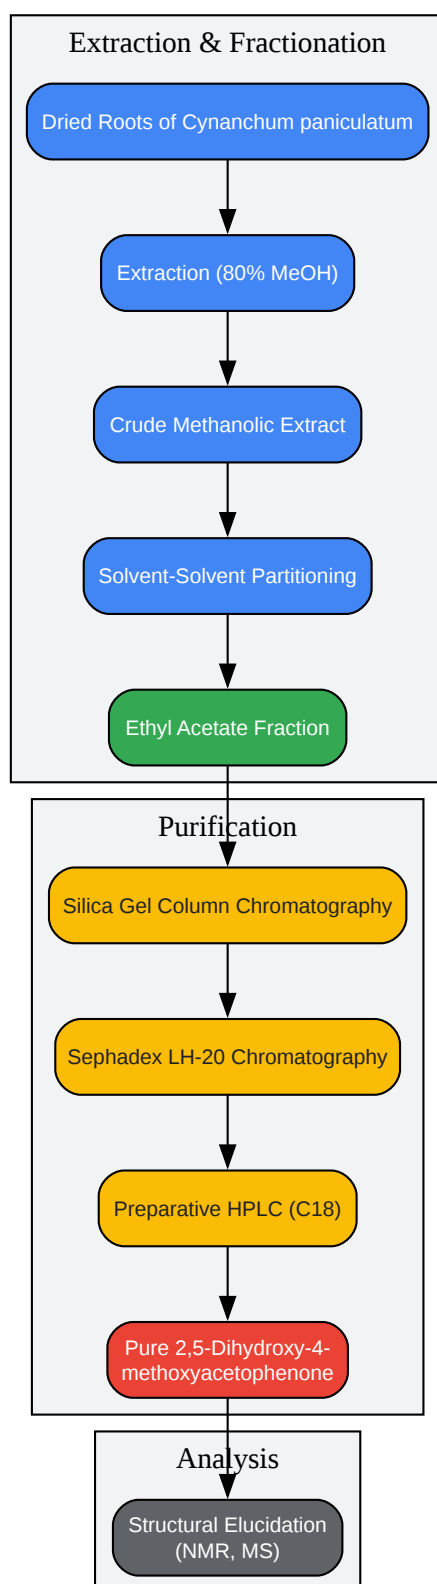 Extraction & Fractionation
Dried Roots of Cynanchum paniculatum
Extraction (80% MeOH)
Crude Methanolic Extract
Solvent-Solvent Partitioning
Ethyl Acetate Fraction
Purification
Silica Gel Column Chromatography
Sephadex LH-20 Chromatography
Preparative HPLC (C18)
Pure 2,5-Dihydroxy-4-
methoxyacetophenone
Analysis
Structural Elucidation
(NMR, MS)